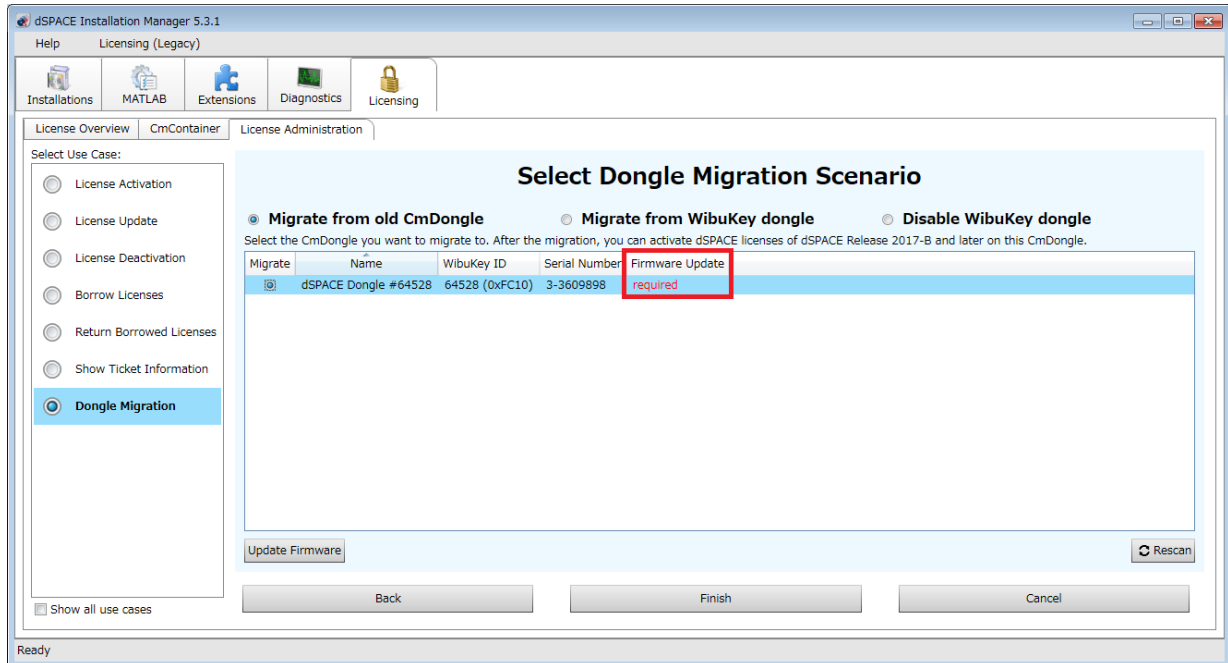 dSPACE Installation Manager 5.3.1
Help Licensing (Legacy)
Installations MATLAB Extensions Diagnostics Licensing
License Overview CmContainer License Administration
Select Use Case:
License Activation
License Update
License Deactivation
Borrow Licenses
Return Borrowed Licenses
Show Ticket Information
Dongle Migration
Show all use cases
Select Dongle Migration Scenario
Migrate from old CmDongle Migrate from WibuKey dongle Disable WibuKey dongle
Select the CmDongle you want to migrate to. After the migration, you can activate dSPACE licenses of dSPACE Release 2017-B and later on this CmDongle.
Migrate Name WibuKey ID Serial Number Firmware Update
dSPACE Dongle #64528 64528 (0xFC10) 3-3609898 required
Update Firmware Rescan
Back Finish Cancel
Ready